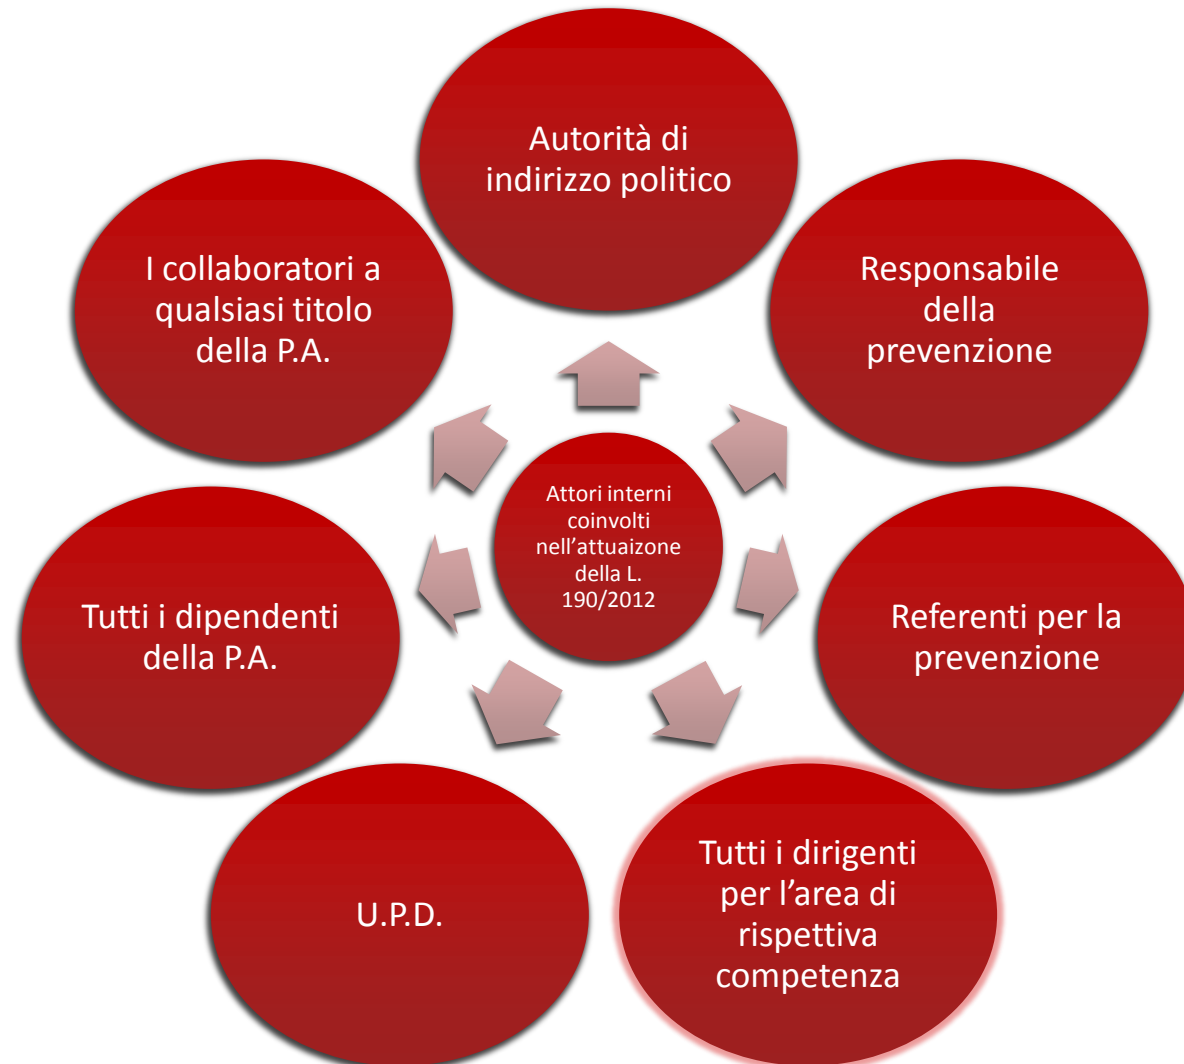 Autorità di
indirizzo politico
Responsabile
della
prevenzione
Referenti per la
prevenzione
Tutti i dirigenti
per l’area di
rispettiva
competenza
U.P.D.
Tutti i dipendenti
della P.A.
I collaboratori a
qualsiasi titolo
della P.A.
Attori interni
coinvolti
nell’attuaizone
della L.
190/2012